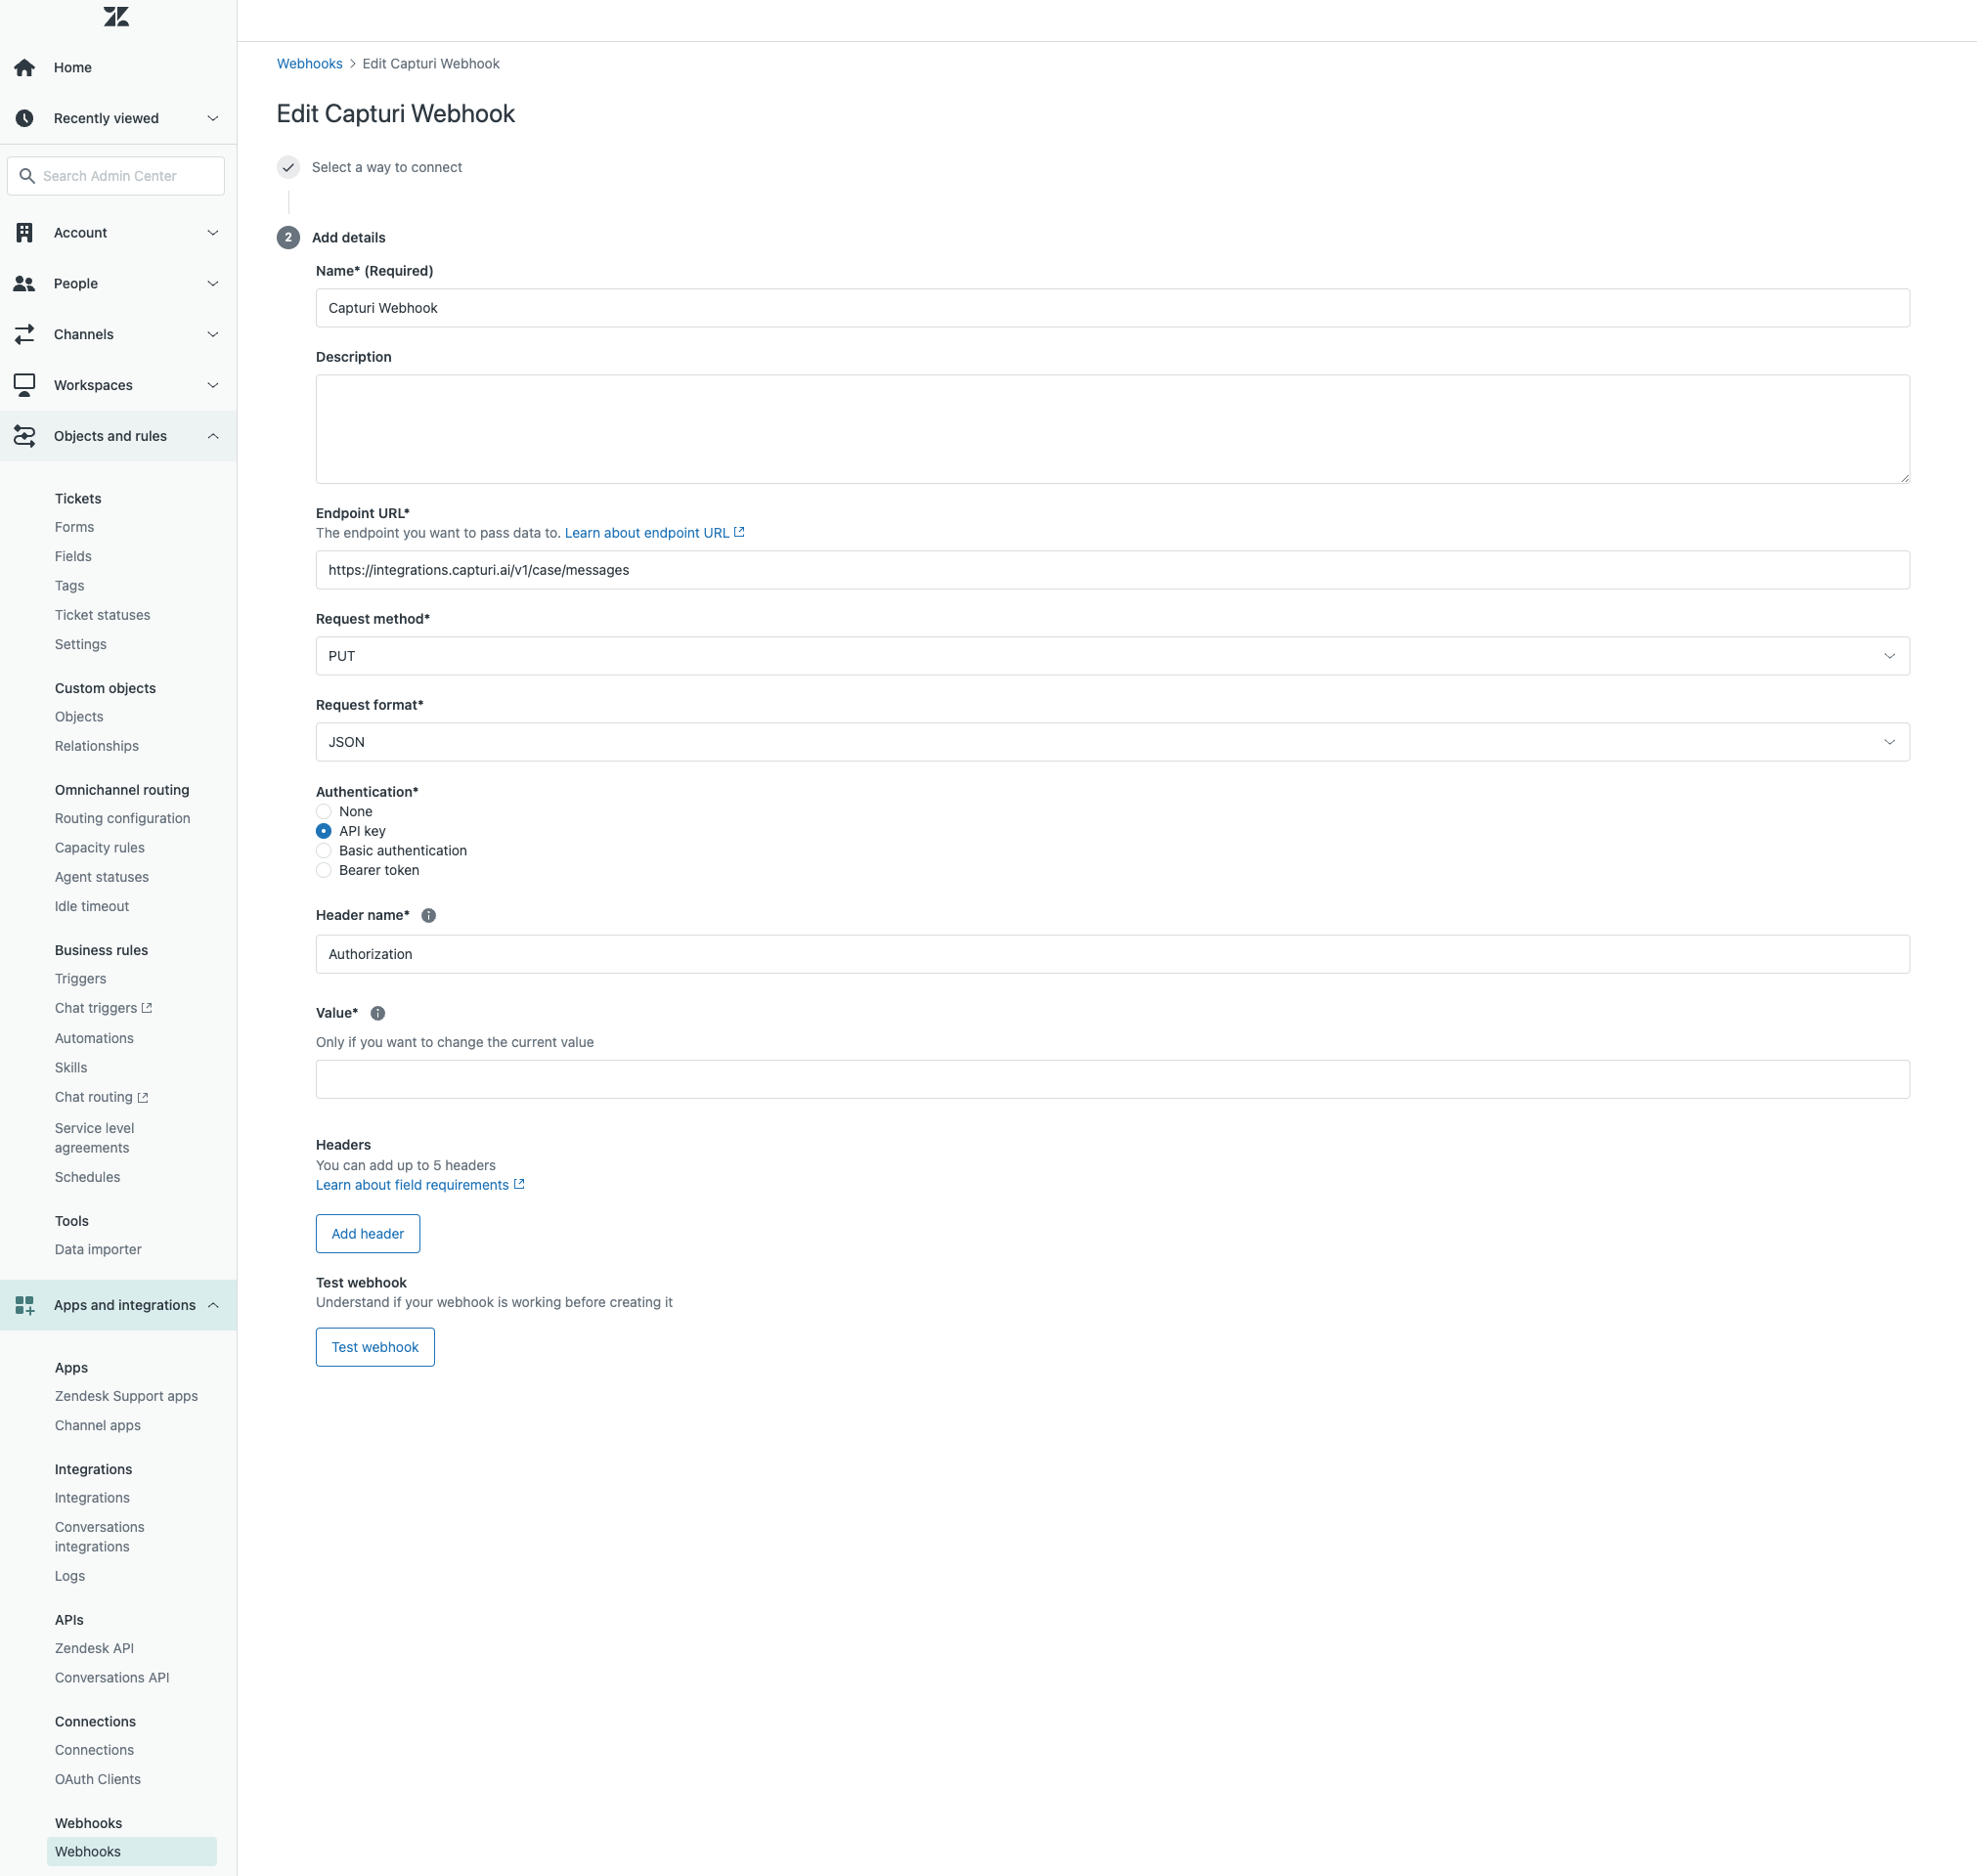 Home
Recently viewed
Search Admin Center
Account
People
Channels
Workspaces
Objects and rules
Tickets
Forms
Fields
Tags
Ticket statuses
Settings
Custom objects
Objects
Relationships
Omnichannel routing
Routing configuration
Capacity rules
Agent statuses
Idle timeout
Business rules
Triggers
Chat triggers
Automations
Skills
Chat routing
Service level
agreements
Schedules
Tools
Data importer
Apps and integrations
Apps
Zendesk Support apps
Channel apps
Integrations
Integrations
Conversations
integrations
Logs
APIs
Zendesk API
Conversations API
Connections
Connections
OAuth Clients
Webhooks
Webhooks
Webhooks > Edit Capturi Webhook
Edit Capturi Webhook
Select a way to connect
2 Add details
Name* (Required)
Capturi Webhook
Description
Endpoint URL*
The endpoint you want to pass data to. Learn about endpoint URL
https://integrations.capturi.ai/v1/case/messages
Request method*
PUT
Request format*
JSON
Authentication*
None
API key
Basic authentication
Bearer token
Header name*
Authorization
Value*
Only if you want to change the current value
Headers
You can add up to 5 headers
Learn about field requirements
Add header
Test webhook
Understand if your webhook is working before creating it
Test webhook